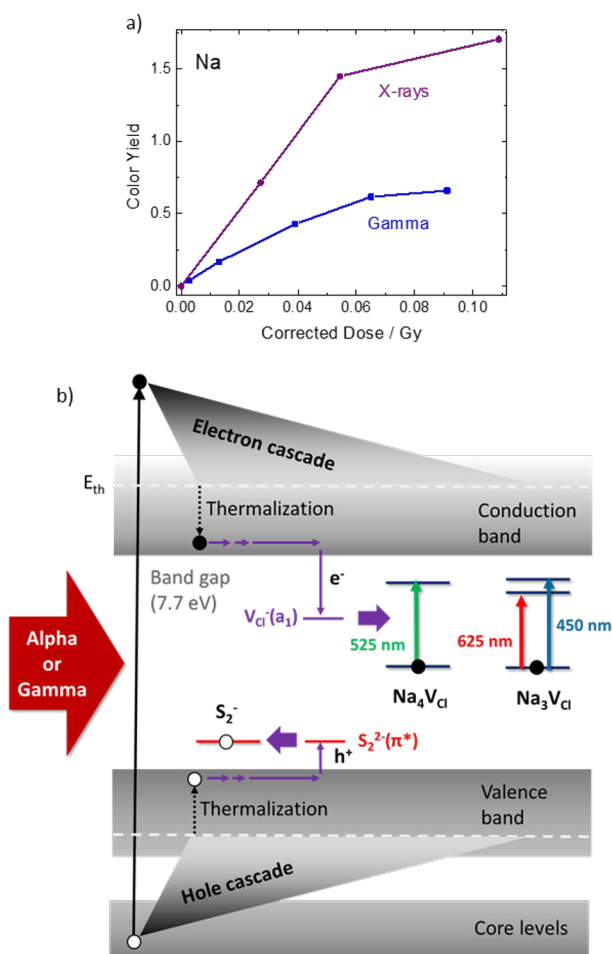 a)
Na
X-rays
Gamma
Color Yield
1.5
1.0
0.5
0.0
0.00 0.02 0.04 0.06 0.08 0.10
Corrected Dose / Gy
b)
Electron cascade
Eth
Thermalization
Conduction
band
Band gap
(7.7 eV)
e-
VCl-(a1)
Alpha
or
Gamma
525 nm
625 nm
450 nm
Na4VCl
Na3VCl
S2-
S22-(π*)
h+
Thermalization
Valence
band
Hole cascade
Core levels